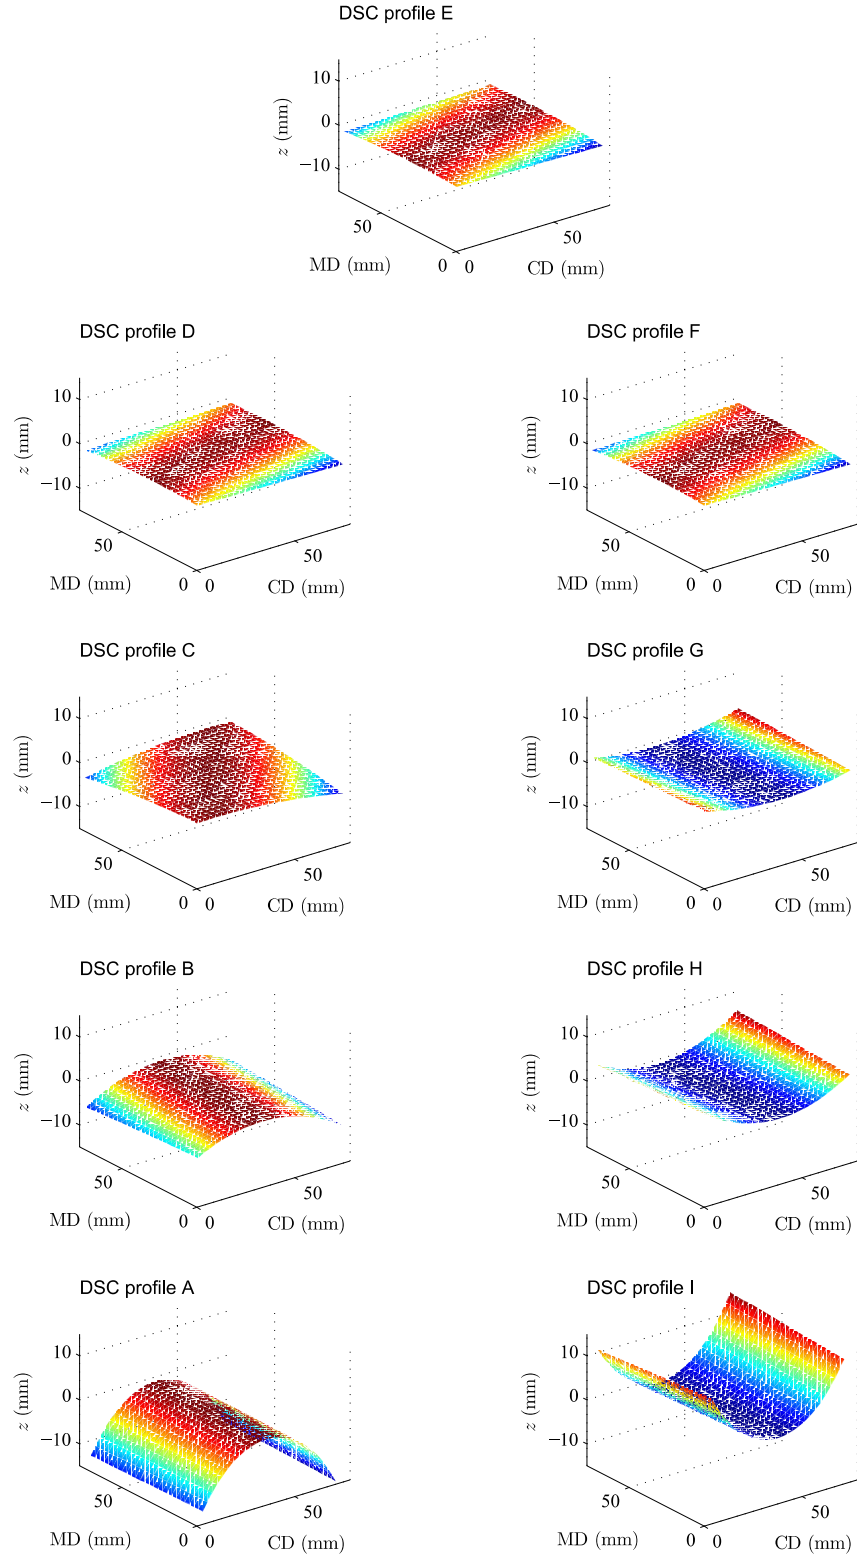 DSC profile E
10
0
−10
z (mm)
50
50
MD (mm)
0
0
CD (mm)
DSC profile D
10
0
−10
z (mm)
50
50
MD (mm)
0
0
CD (mm)
DSC profile F
10
0
−10
z (mm)
50
50
MD (mm)
0
0
CD (mm)
DSC profile C
10
0
−10
z (mm)
50
50
MD (mm)
0
0
CD (mm)
DSC profile G
10
0
−10
z (mm)
50
50
MD (mm)
0
0
CD (mm)
DSC profile B
10
0
−10
z (mm)
50
50
MD (mm)
0
0
CD (mm)
DSC profile H
10
0
−10
z (mm)
50
50
MD (mm)
0
0
CD (mm)
DSC profile A
10
0
−10
z (mm)
50
50
MD (mm)
0
0
CD (mm)
DSC profile I
10
0
−10
z (mm)
50
50
MD (mm)
0
0
CD (mm)